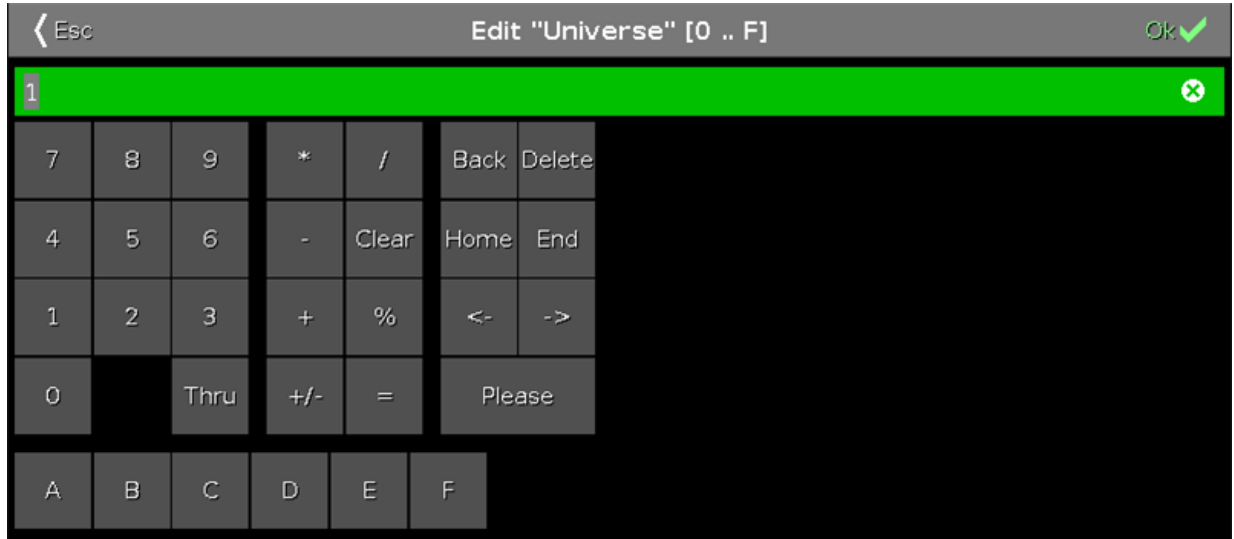 Esc Edit "Universe" [0 .. F] Ok
1
7 8 9 * / Back Delete
4 5 6 - Clear Home End
1 2 3 + % <- ->
0 Thru +/- = Please
A B C D E F